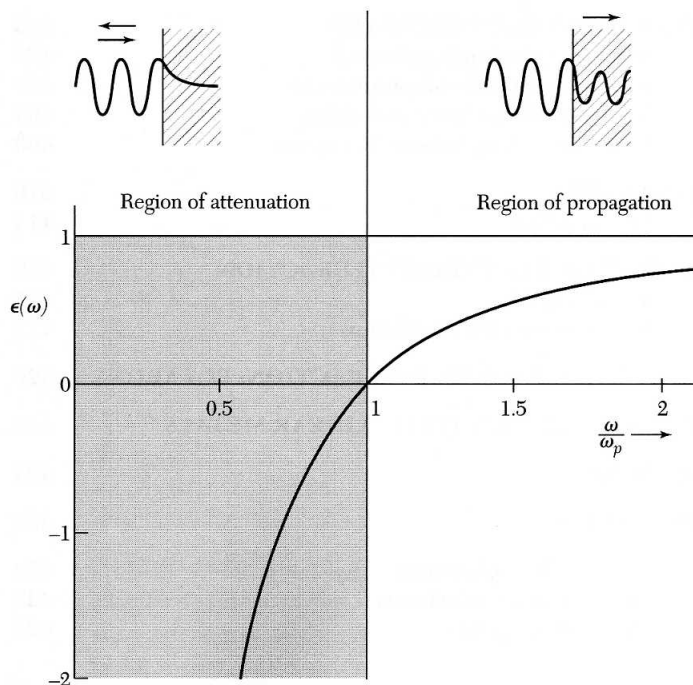 Region of attenuation
Region of propagation
1
ϵ(ω)
0
0.5
1
1.5
2
ω/ωp
−1
−2